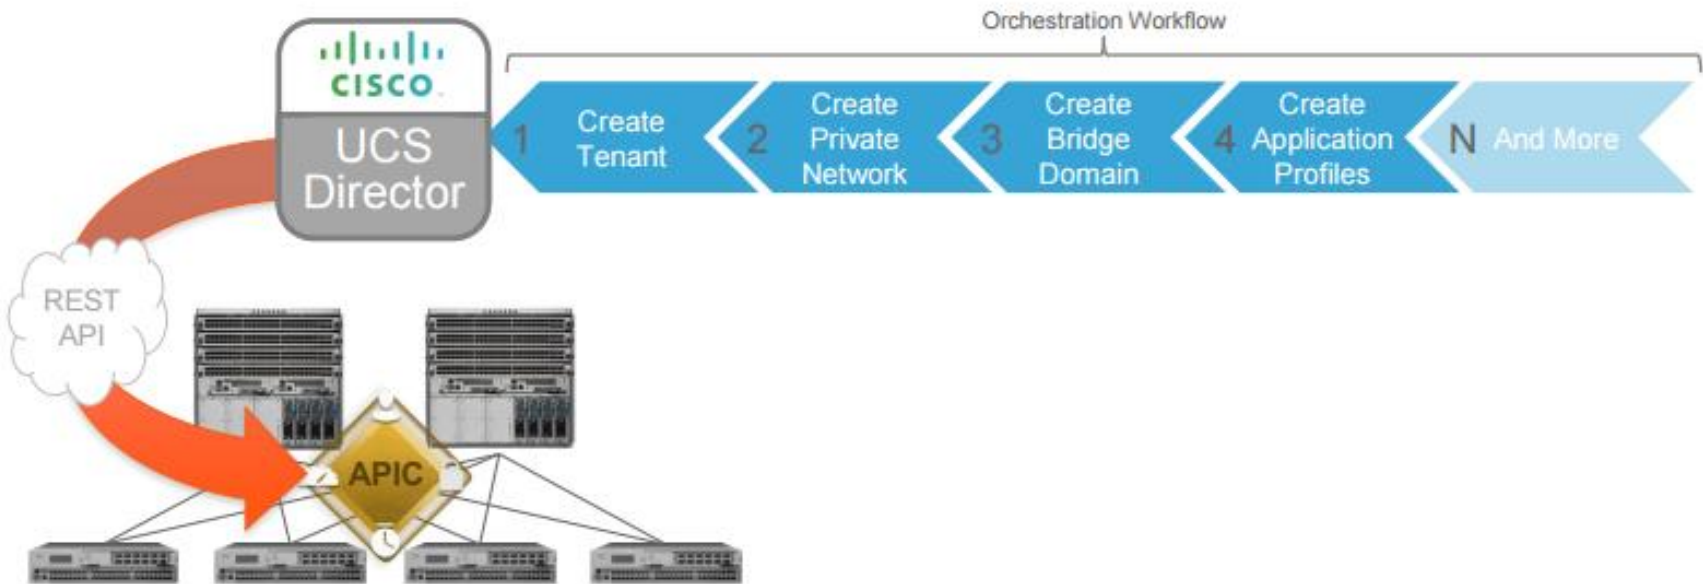 Orchestration Workflow
CISCO
UCS
Director
1
Create
Tenant
2
Create
Private
Network
3
Create
Bridge
Domain
4
Create
Application
Profiles
N
And More
REST
API
APIC